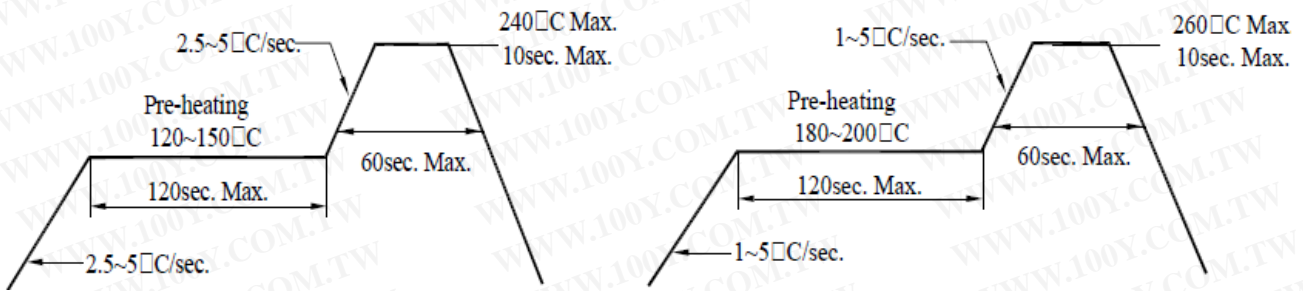 2.5~5□C/sec.
240□C Max.
10sec. Max.
Pre-heating
120~150□C
60sec. Max.
120sec. Max.
2.5~5□C/sec.
1~5□C/sec.
260□C Max
10sec. Max.
Pre-heating
180~200□C
60sec. Max.
120sec. Max.
1~5□C/sec.
WWW.100Y.COM.TW